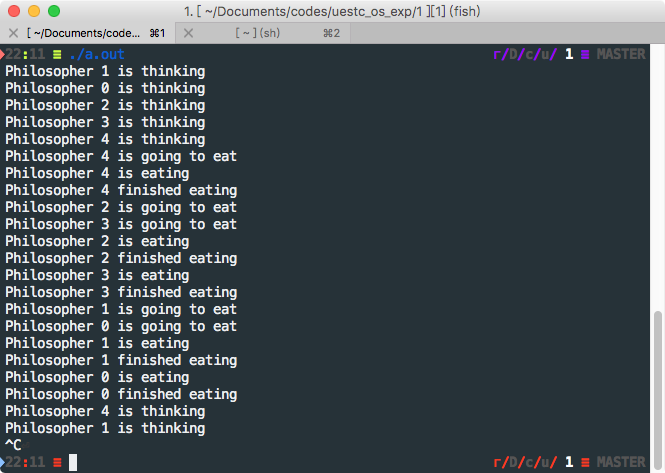 1. [ ~/Documents/codes/uestc_os_exp/1 ][1] (fish)
[ ~/Documents/code... ⌘1
[ ~ ] (sh) ⌘2
22:11 ≡ ./a.out r/D/c/u/ 1 ≡ MASTER
Philosopher 1 is thinking
Philosopher 0 is thinking
Philosopher 2 is thinking
Philosopher 3 is thinking
Philosopher 4 is thinking
Philosopher 4 is going to eat
Philosopher 4 is eating
Philosopher 4 finished eating
Philosopher 2 is going to eat
Philosopher 3 is going to eat
Philosopher 2 is eating
Philosopher 2 finished eating
Philosopher 3 is eating
Philosopher 3 finished eating
Philosopher 1 is going to eat
Philosopher 0 is going to eat
Philosopher 1 is eating
Philosopher 1 finished eating
Philosopher 0 is eating
Philosopher 0 finished eating
Philosopher 4 is thinking
Philosopher 1 is thinking
^C
22:11 ≡ r/D/c/u/ 1 ≡ MASTER